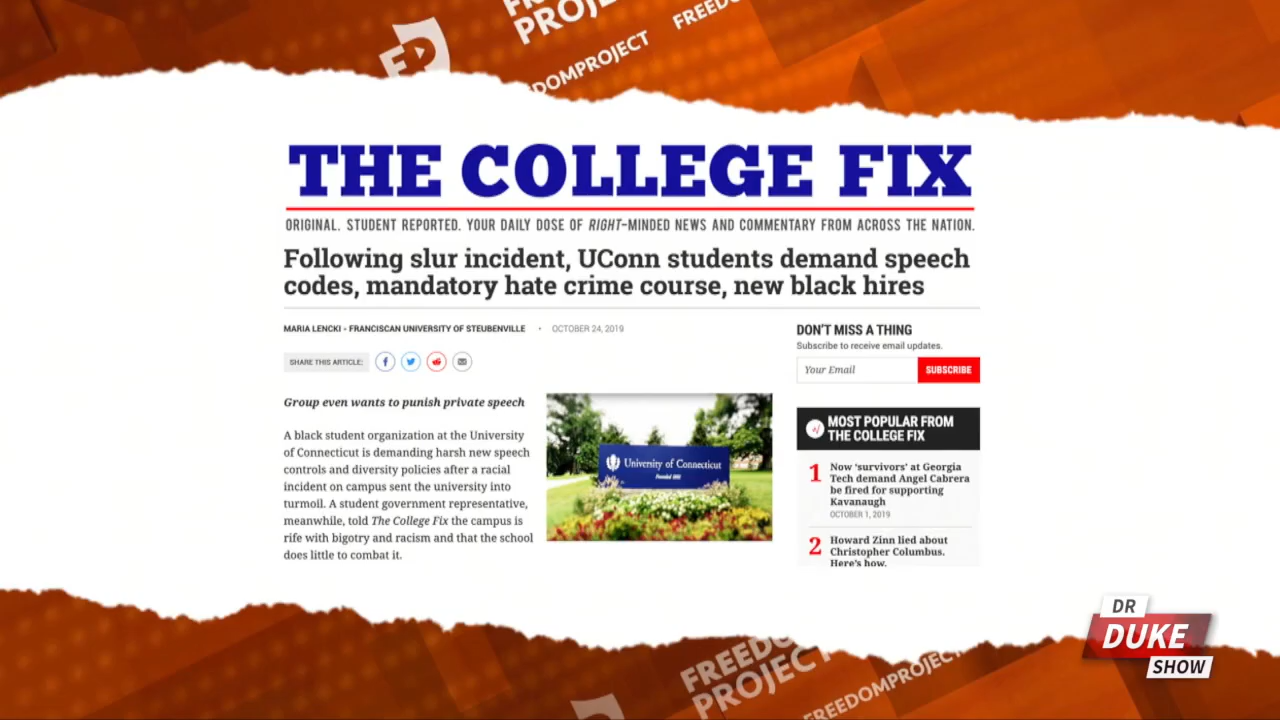 PROJEC
FREEDO
FP
EDOMPROJECT
THE COLLEGE FIX
ORIGINAL. STUDENT REPORTED. YOUR DAILY DOSE OF RIGHT-MINDED NEWS AND COMMENTARY FROM ACROSS THE NATION.
Following slur incident, UConn students demand speech
codes, mandatory hate crime course, new black hires
MARIA LENCKI - FRANCISCAN UNIVERSITY OF STEUBENVILLE • OCTOBER 24, 2019
SHARE THIS ARTICLE:
Group even wants to punish private speech
A black student organization at the University
of Connecticut is demanding harsh new speech
controls and diversity policies after a racial
incident on campus sent the university into
turmoil. A student government representative,
meanwhile, told The College Fix the campus is
rife with bigotry and racism and that the school
does little to combat it.
University of Connecticut
Founded 1881
DON'T MISS A THING
Subscribe to receive email updates.
Your Email
SUBSCRIBE
MOST POPULAR FROM
THE COLLEGE FIX
1
Now ‘survivors’ at Georgia
Tech demand Angel Cabrera
be fired for supporting
Kavanaugh
OCTOBER 1, 2019
2
Howard Zinn lied about
Christopher Columbus.
Here's how.
DR
DUKE
SHOW
FREEDO
PROJECT
FREEDOMPROJECT